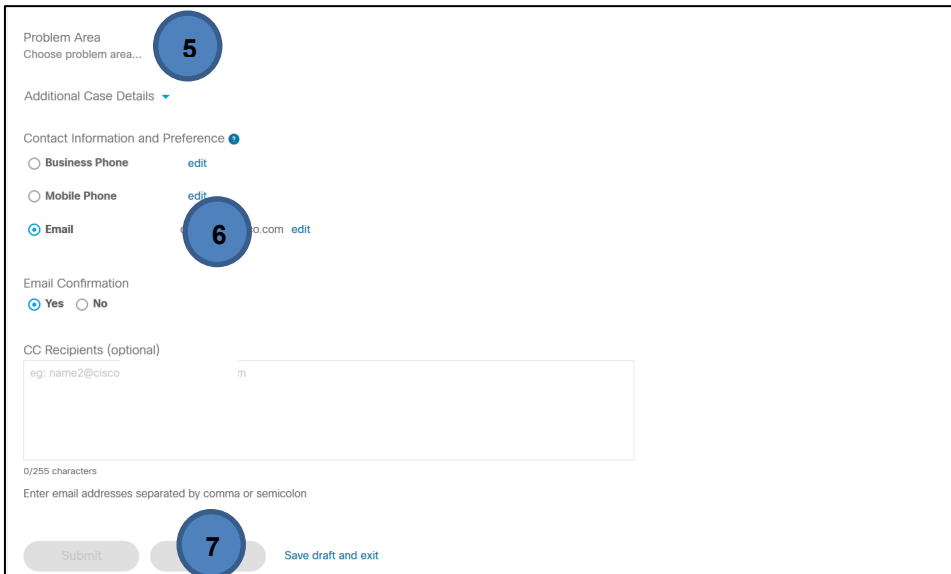 Problem Area
Choose problem area...
5
Additional Case Details
Contact Information and Preference ?
Business Phone edit
Mobile Phone edit
Email 6 o.com edit
Email Confirmation
Yes No
CC Recipients (optional)
eg: name2@cisco m
0/255 characters
Enter email addresses separated by comma or semicolon
Submit 7 Save draft and exit